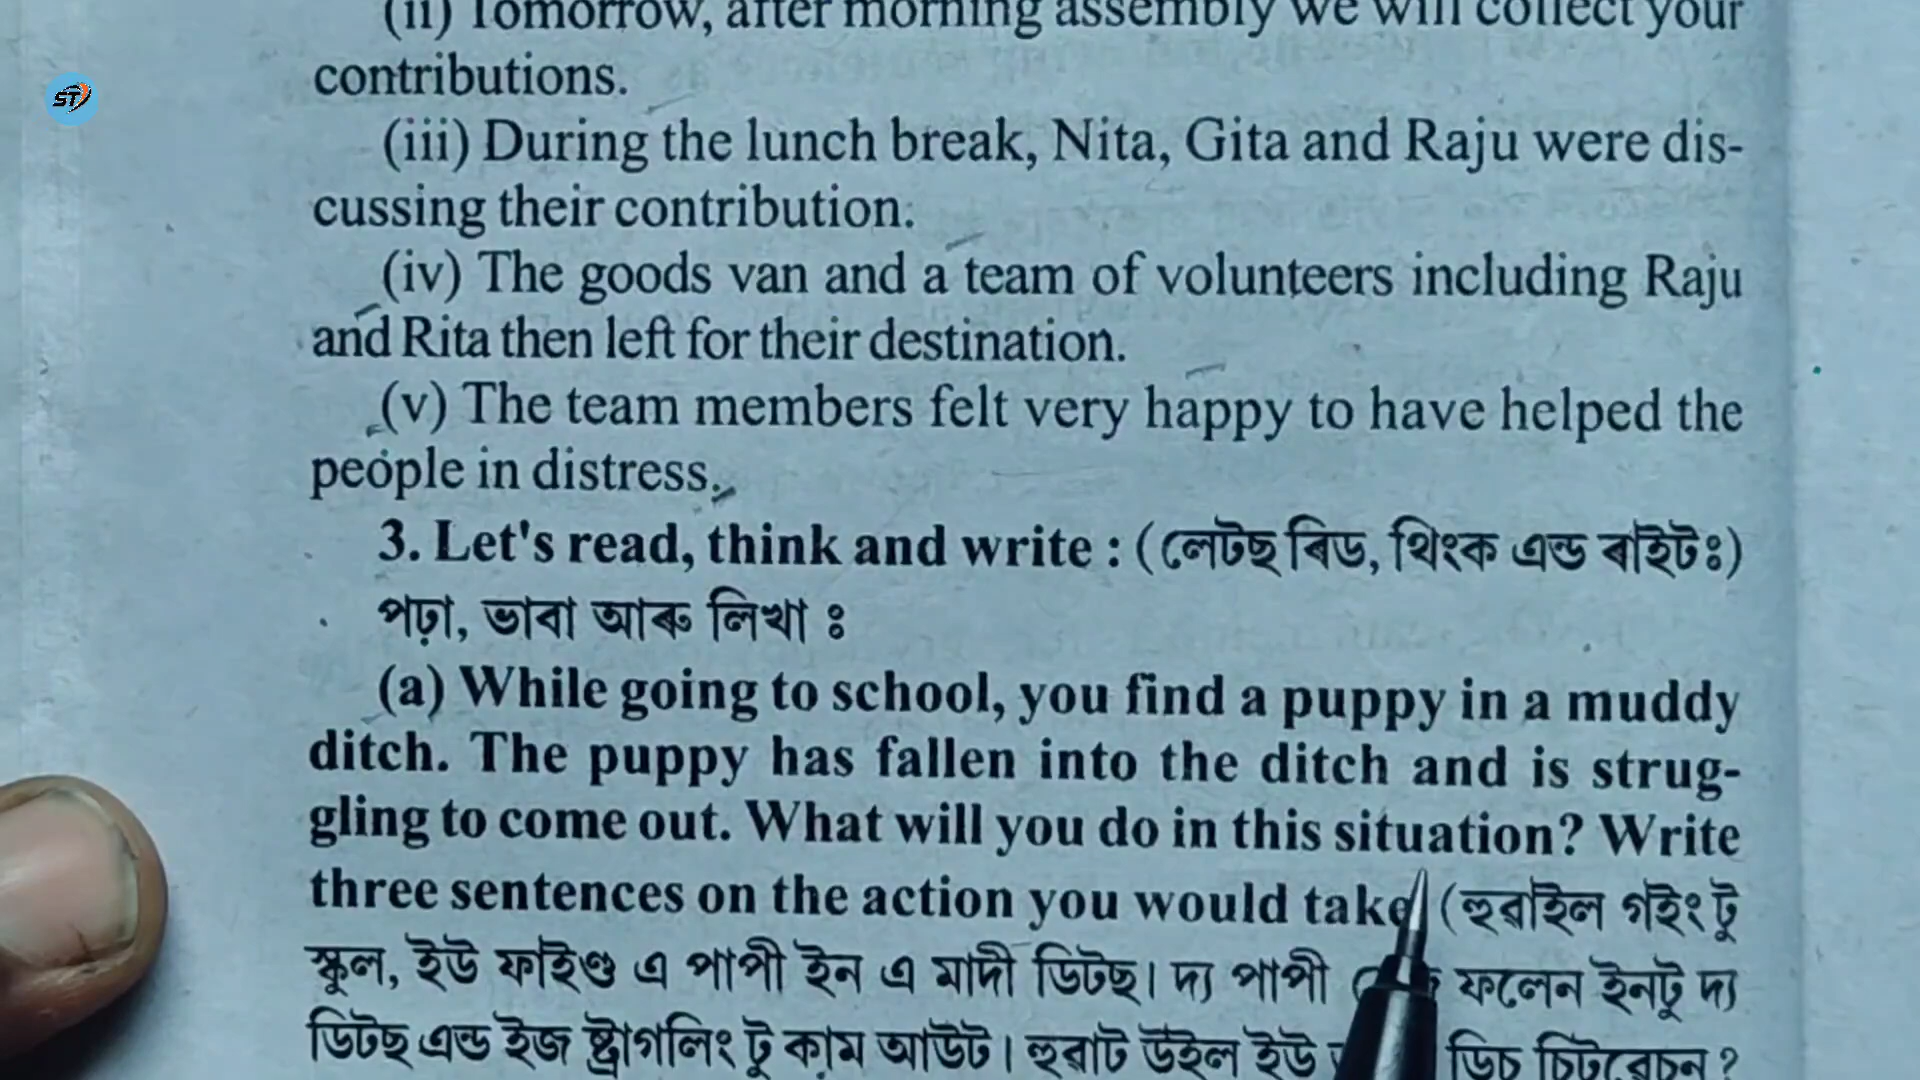 (ii) Tomorrow, after morning assembly we will collect your
contributions.
ST
(iii) During the lunch break, Nita, Gita and Raju were dis-
cussing their contribution.
(iv) The goods van and a team of volunteers including Raju
and Rita then left for their destination.
(v) The team members felt very happy to have helped the
people in distress.
3. Let's read, think and write : (লেটছ ৰিড, থিংক এন্ড ৰাইটঃ)
পঢ়া, ভাবা আৰু লিখা ঃ
(a) While going to school, you find a puppy in a muddy
ditch. The puppy has fallen into the ditch and is strug-
gling to come out. What will you do in this situation? Write
three sentences on the action you would take (হুৱাইল গইং টু
স্কুল, ইউ ফাইণ্ড এ পাপী ইন এ মাদী ডিটছ। দ্য পাপী ফলেন ইনটু দ্য
ডিটছ এন্ড ইজ ষ্ট্ৰাগলিং টু কাম আউট। হুৱাট উইল ইউ ডিচ চিটুৱেচন ?